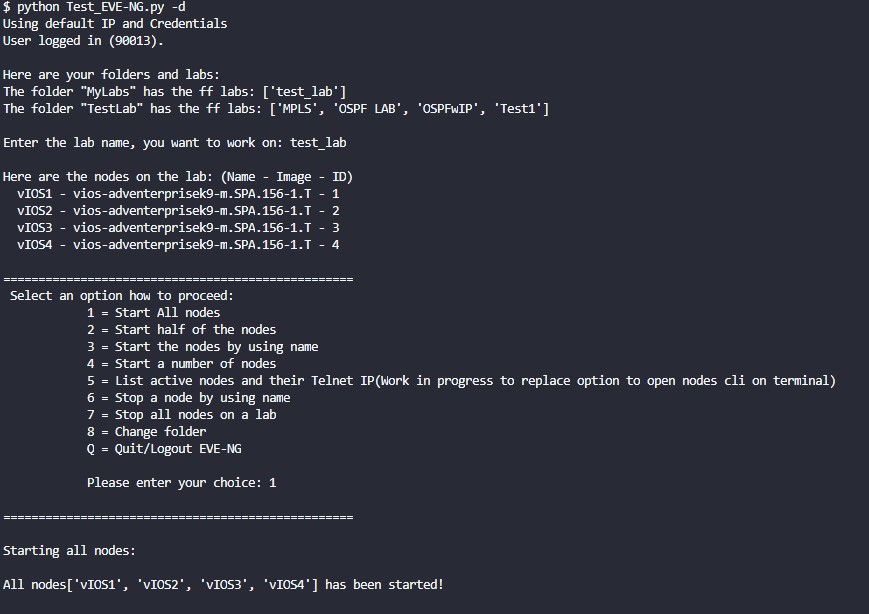 $ python Test_EVE-NG.py -d
Using default IP and Credentials
User logged in (90013).
Here are your folders and labs:
The folder "MyLabs" has the ff labs: ['test_lab']
The folder "TestLab" has the ff labs: ['MPLS', 'OSPF LAB', 'OSPFwIP', 'Test1']
Enter the lab name, you want to work on: test_lab
Here are the nodes on the lab: (Name - Image - ID)
vIOS1 - vios-adventerprisek9-m.SPA.156-1.T - 1
vIOS2 - vios-adventerprisek9-m.SPA.156-1.T - 2
vIOS3 - vios-adventerprisek9-m.SPA.156-1.T - 3
vIOS4 - vios-adventerprisek9-m.SPA.156-1.T - 4
==================================================
Select an option how to proceed:
1 = Start All nodes
2 = Start half of the nodes
3 = Start the nodes by using name
4 = Start a number of nodes
5 = List active nodes and their Telnet IP(Work in progress to replace option to open nodes cli on terminal)
6 = Stop a node by using name
7 = Stop all nodes on a lab
8 = Change folder
Q = Quit/Logout EVE-NG
Please enter your choice: 1
==================================================
Starting all nodes:
All nodes['vIOS1', 'vIOS2', 'vIOS3', 'vIOS4'] has been started!